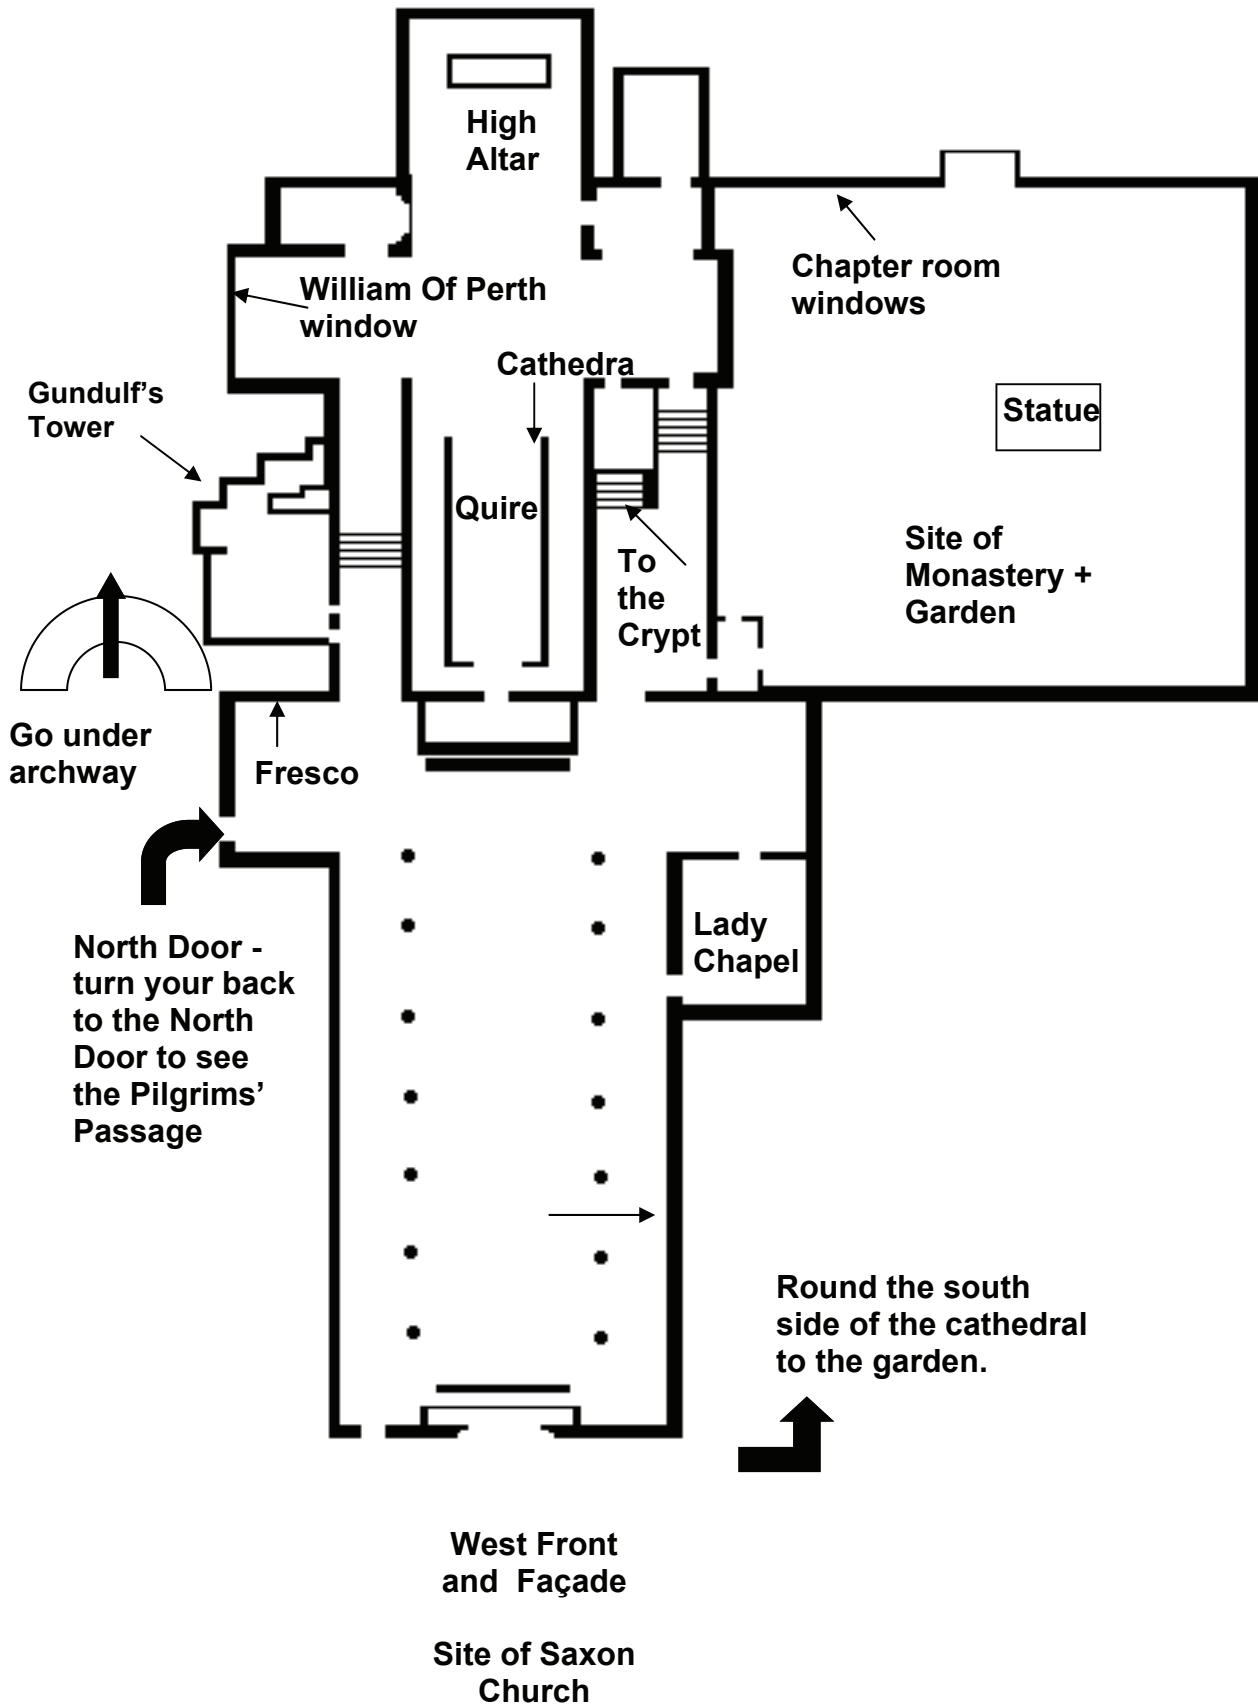 High
Altar
Chapter room
windows
William Of Perth
window
Cathedra
Gundulf’s
Tower
Statue
Quire
Site of
Monastery +
Garden
To
the
Crypt
Go under
archway
Fresco
Lady
Chapel
North Door -
turn your back
to the North
Door to see
the Pilgrims’
Passage
Round the south
side of the cathedral
to the garden.
West Front
and  Façade
Site of Saxon
Church